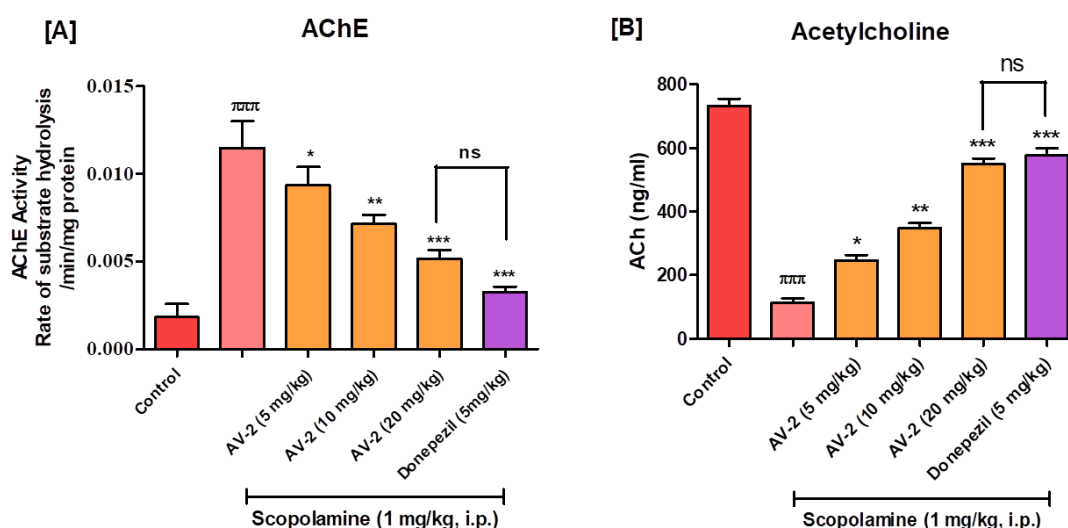 [A]
AChE
AChE Activity
Rate of substrate hydrolysis
/min/mg protein
0.015
0.010
0.005
0.000
πππ
*
**
***
ns
***
Control
AV-2 (5 mg/kg)
AV-2 (10 mg/kg)
AV-2 (20 mg/kg)
Donepezil (5mg/kg)
Scopolamine (1 mg/kg, i.p.)
[B]
Acetylcholine
ACh (ng/ml)
800
600
400
200
0
πππ
*
**
***
ns
***
Control
AV-2 (5 mg/kg)
AV-2 (10 mg/kg)
AV-2 (20 mg/kg)
Donepezil (5 mg/kg)
Scopolamine (1 mg/kg, i.p.)